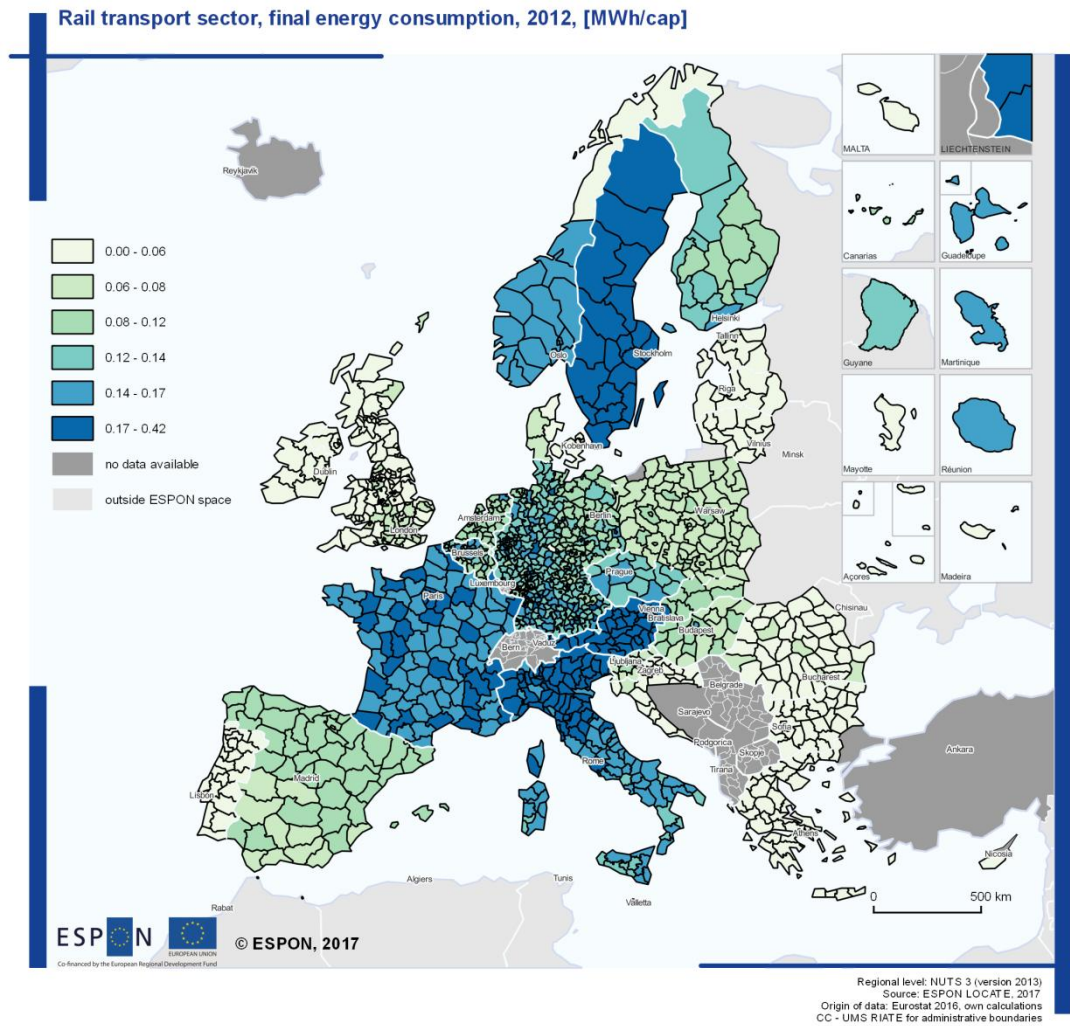 Rail transport sector, final energy consumption, 2012, [MWh/cap]
MALTA
LIECHTENSTEIN
Reykjavik
Canarias
Guadeloupe
0.00 - 0.06
0.06 - 0.08
0.08 - 0.12
0.12 - 0.14
0.14 - 0.17
0.17 - 0.42
no data available
outside ESPON space
Guyane
Martinique
Mayotte
Réunion
Açores
Madeira
Helsinki
Tallinn
Oslo
Stockholm
Riga
Vilnius
Minsk
Kobenhavn
Dublin
London
Amsterdam
Berlin
Warsaw
Brussels
Luxembourg
Prague
Paris
Vienna
Bratislava
Chisinau
Budapest
Bern
Vaduz
Ljubljana
Zagreb
Bucharest
Belgrade
Sarajevo
Sofia
Podgorica
Skopje
Rome
Tirana
Ankara
Madrid
Lisbon
Athens
Nicosia
Algiers
Tunis
Valletta
Rabat
0 500 km
ESPON
EUROPEAN UNION
Co-financed by the European Regional Development Fund
© ESPON, 2017
Regional level: NUTS 3 (version 2013)
Source: ESPON LOCATE, 2017
Origin of data: Eurostat 2016, own calculations
CC - UMS RIATE for administrative boundaries